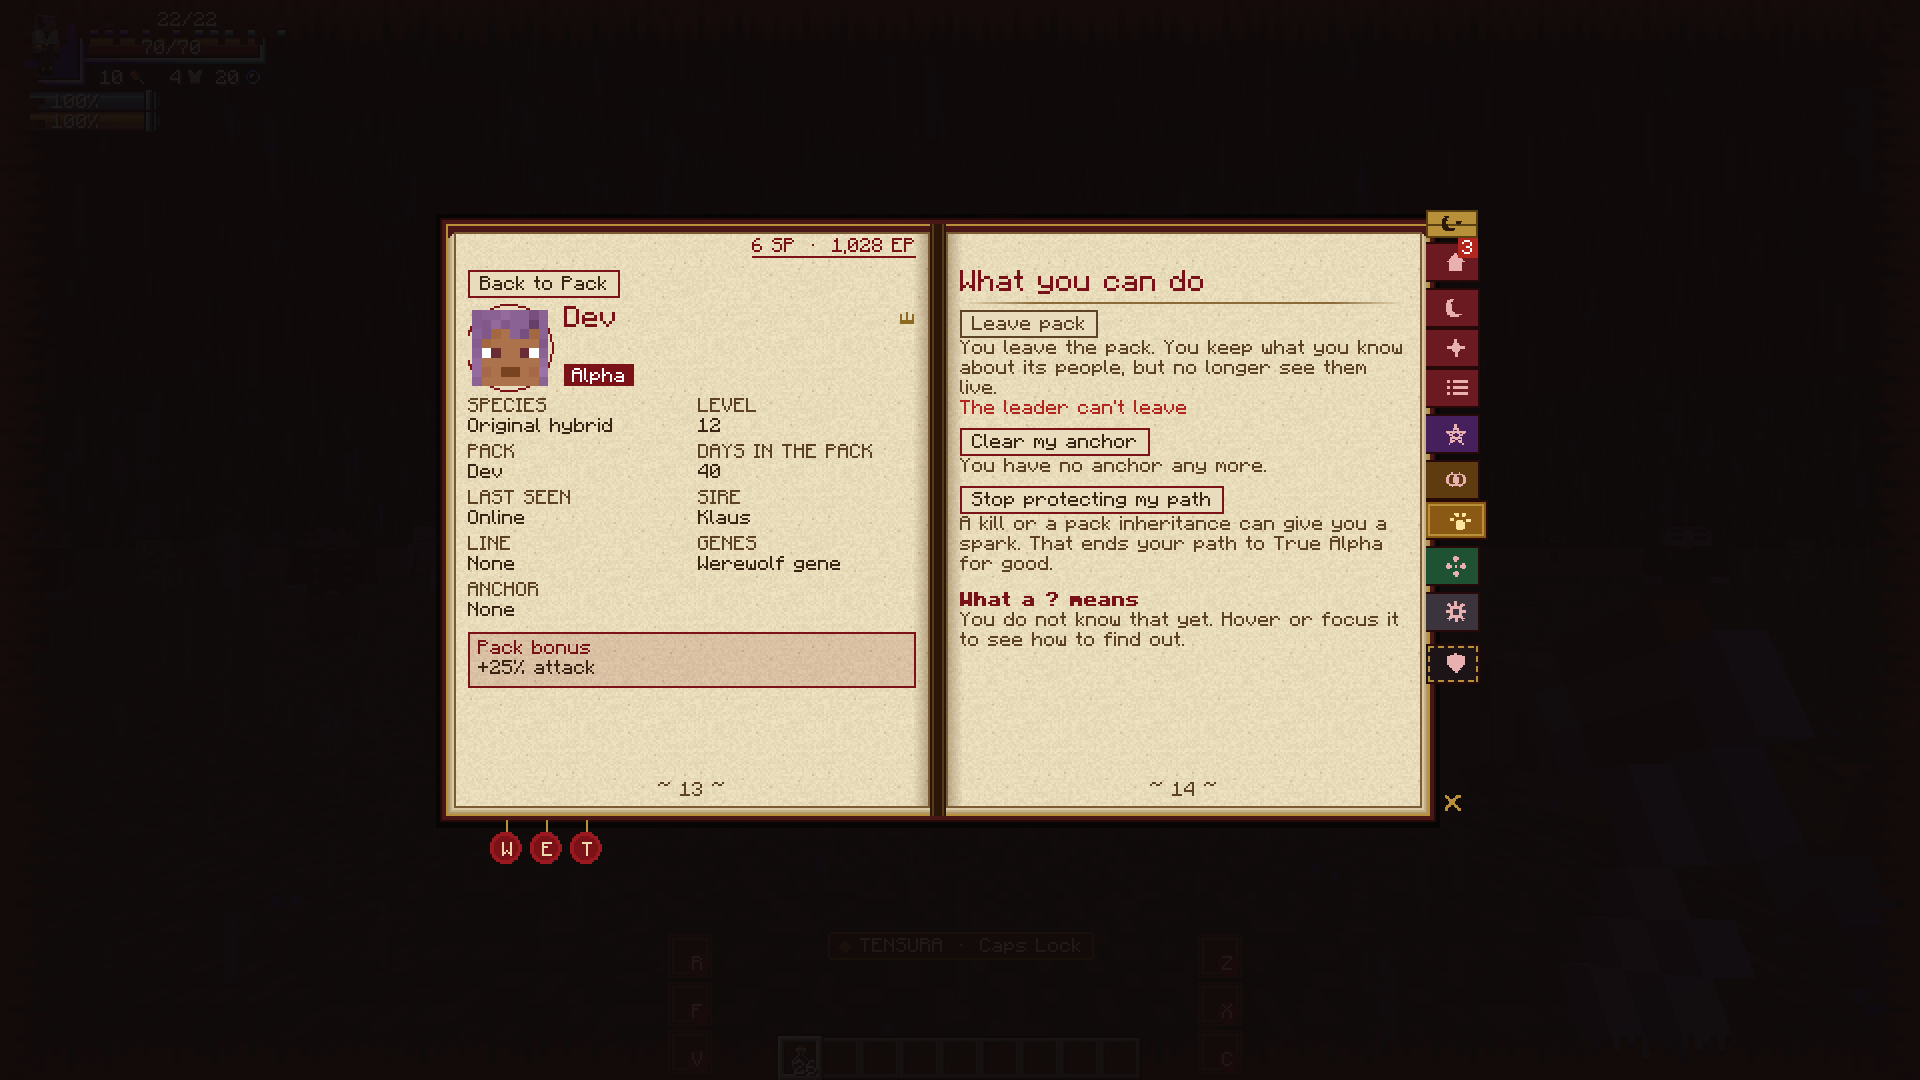 22/22
70/70
10 4 20
100%
100%
6 SP · 1,028 EP
Back to Pack
Dev
Alpha
SPECIES
Original hybrid
LEVEL
12
PACK
Dev
DAYS IN THE PACK
40
LAST SEEN
Online
SIRE
Klaus
LINE
None
GENES
Werewolf gene
ANCHOR
None
Pack bonus
+25% attack
~ 13 ~
What you can do
Leave pack
You leave the pack. You keep what you know
about its people, but no longer see them
live.
The leader can't leave
Clear my anchor
You have no anchor any more.
Stop protecting my path
A kill or a pack inheritance can give you a
spark. That ends your path to True Alpha
for good.
What a ? means
You do not know that yet. Hover or focus it
to see how to find out.
~ 14 ~
3
W E T
TENSURA · Caps Lock
R
F
V
Z
X
C